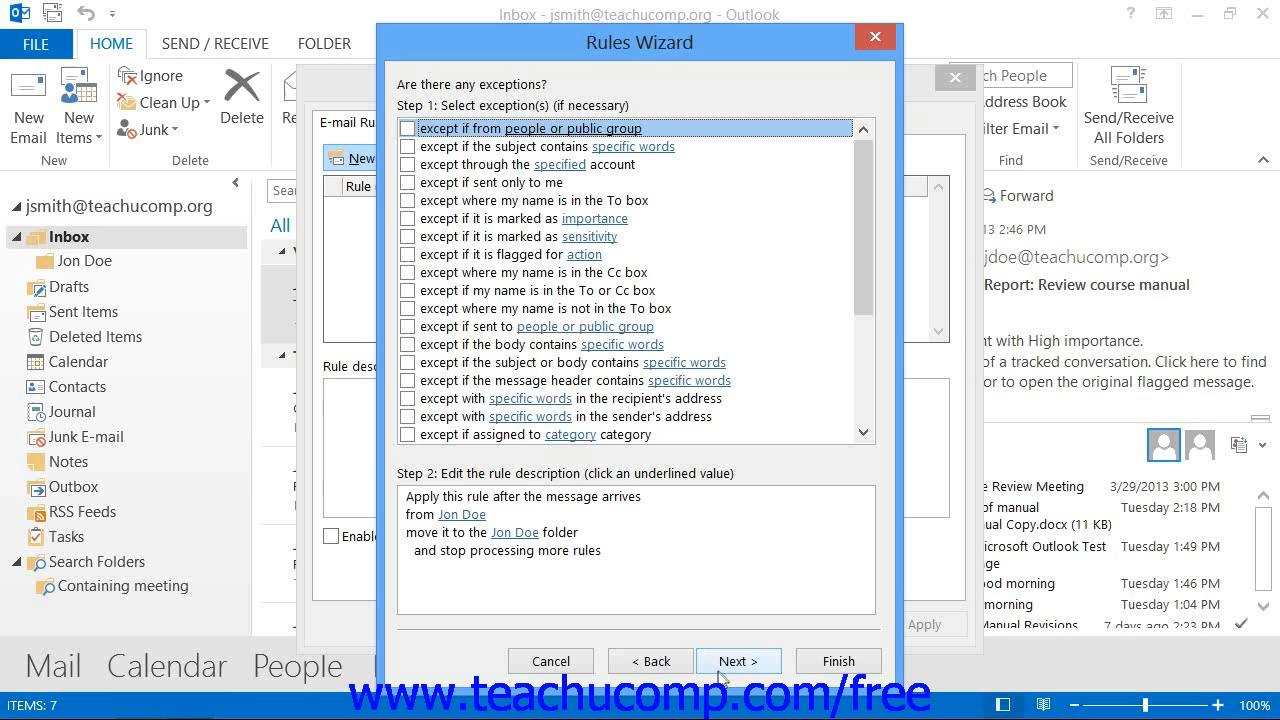 Inbox - jsmith@teachucomp.org - Outlook
?
FILE
HOME
SEND / RECEIVE
FOLDER
New
Email
New
Items
New
Ignore
Clean Up
Junk
Delete
Delete
Re
ch People
Address Book
ilter Email
Find
Send/Receive
All Folders
Send/Receive
jsmith@teachucomp.org
Inbox
Jon Doe
Drafts
Sent Items
Deleted Items
Calendar
Contacts
Journal
Junk E-mail
Notes
Outbox
RSS Feeds
Tasks
Search Folders
Containing meeting
Sear
All
E-mail Ru
New
Rule
Rule desc
Enable
Apply
Rules Wizard
Are there any exceptions?
Step 1: Select exception(s) (if necessary)
except if from people or public group
except if the subject contains specific words
except through the specified account
except if sent only to me
except where my name is in the To box
except if it is marked as importance
except if it is marked as sensitivity
except if it is flagged for action
except where my name is in the Cc box
except if my name is in the To or Cc box
except where my name is not in the To box
except if sent to people or public group
except if the body contains specific words
except if the subject or body contains specific words
except if the message header contains specific words
except with specific words in the recipient's address
except with specific words in the sender's address
except if assigned to category category
Step 2: Edit the rule description (click an underlined value)
Apply this rule after the message arrives
from Jon Doe
move it to the Jon Doe folder
and stop processing more rules
Cancel
< Back
Next >
Finish
Forward
13 2:46 PM
jdoe@teachucomp.org>
Report: Review course manual
nt with High importance.
of a tracked conversation. Click here to find
or to open the original flagged message.
e Review Meeting 3/29/2013 3:00 PM
of manual Tuesday 2:18 PM
ual Copy.docx (11 KB)
icrosoft Outlook Test Tuesday 1:49 PM
ge
od morning Tuesday 1:46 PM
morning Tuesday 1:04 PM
Manual Revisions 7 days ago 2:23 PM
Mail Calendar People
www.teachucomp.com/free
ITEMS: 7
100%